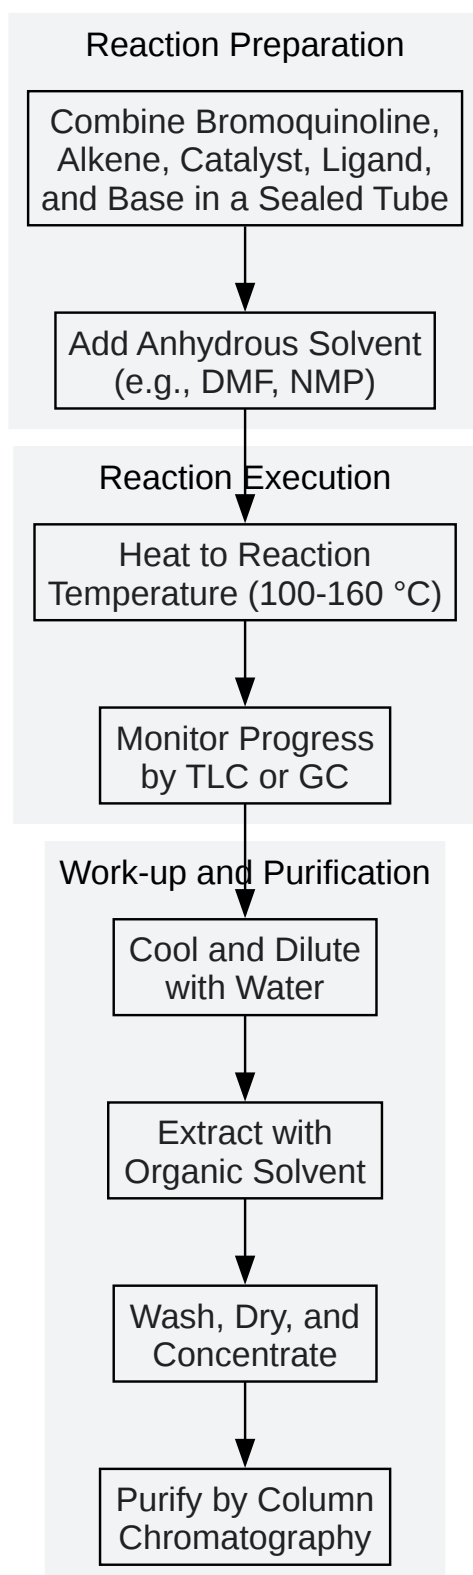 Reaction Preparation
Combine Bromoquinoline,
Alkene, Catalyst, Ligand,
and Base in a Sealed Tube
Add Anhydrous Solvent
(e.g., DMF, NMP)
Reaction Execution
Heat to Reaction
Temperature (100-160 °C)
Monitor Progress
by TLC or GC
Work-up and Purification
Cool and Dilute
with Water
Extract with
Organic Solvent
Wash, Dry, and
Concentrate
Purify by Column
Chromatography